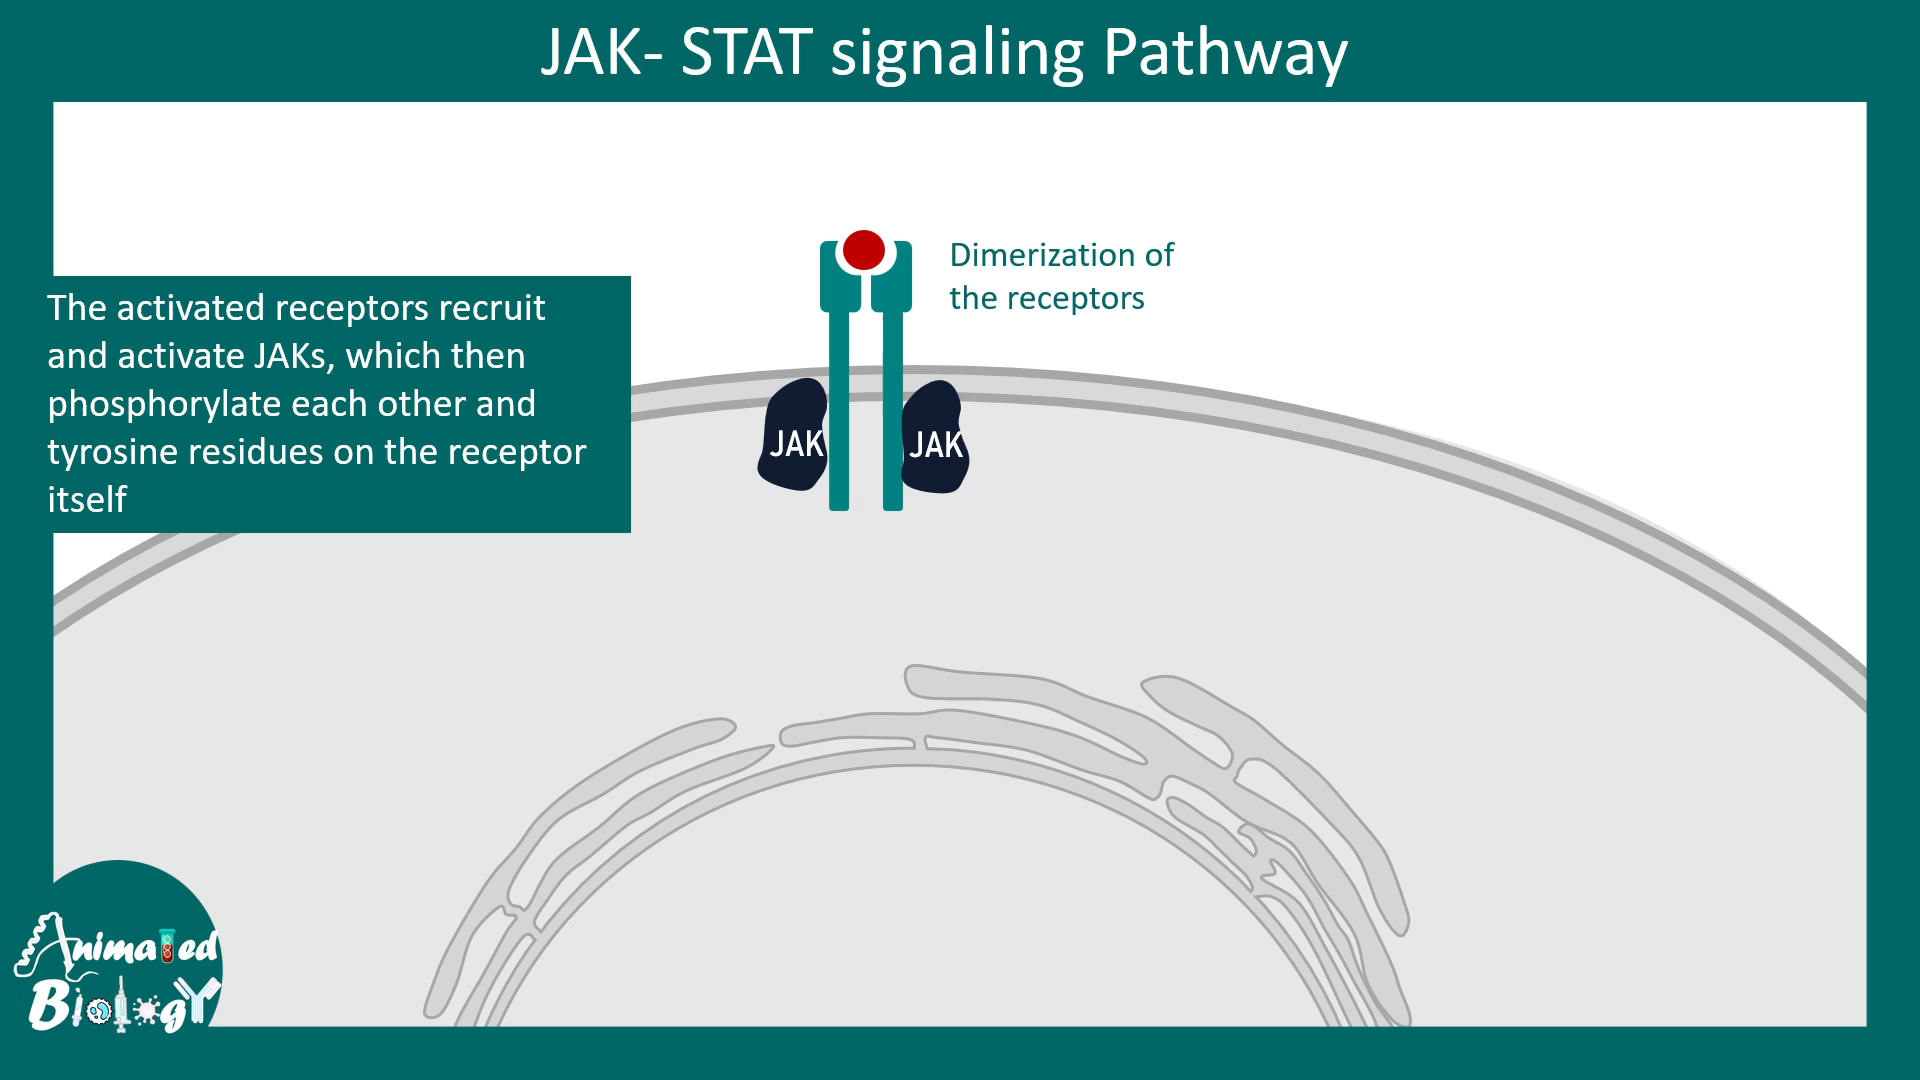 JAK- STAT signaling Pathway
Dimerization of
the receptors
The activated receptors recruit
and activate JAKs, which then
phosphorylate each other and
tyrosine residues on the receptor
itself
JAK
JAK
Animated
Biology